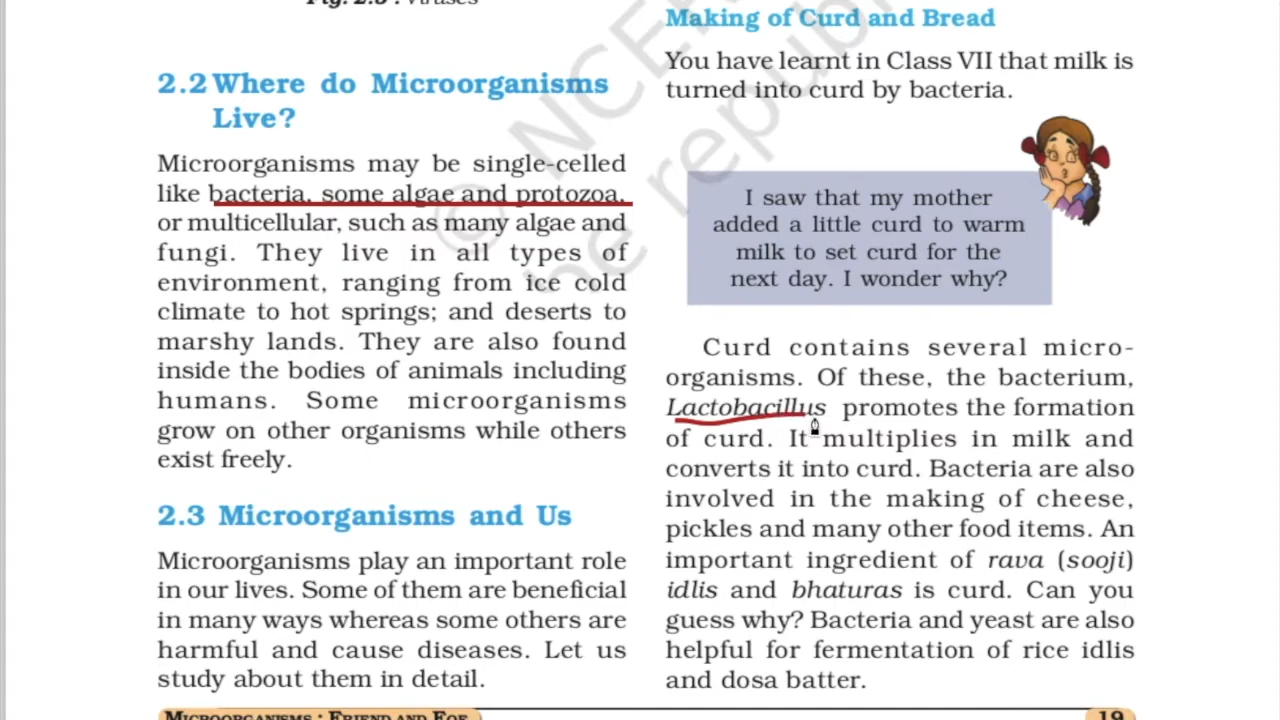 Fig. 2.5 : Viruses
2.2 Where do Microorganisms
Live?
Microorganisms may be single-celled
like bacteria, some algae and protozoa,
or multicellular, such as many algae and
fungi. They live in all types of
environment, ranging from ice cold
climate to hot springs; and deserts to
marshy lands. They are also found
inside the bodies of animals including
humans. Some microorganisms
grow on other organisms while others
exist freely.
2.3 Microorganisms and Us
Microorganisms play an important role
in our lives. Some of them are beneficial
in many ways whereas some others are
harmful and cause diseases. Let us
study about them in detail.
Making of Curd and Bread
You have learnt in Class VII that milk is
turned into curd by bacteria.
I saw that my mother
added a little curd to warm
milk to set curd for the
next day. I wonder why?
Curd contains several micro-
organisms. Of these, the bacterium,
Lactobacillus promotes the formation
of curd. It multiplies in milk and
converts it into curd. Bacteria are also
involved in the making of cheese,
pickles and many other food items. An
important ingredient of rava (sooji)
idlis and bhaturas is curd. Can you
guess why? Bacteria and yeast are also
helpful for fermentation of rice idlis
and dosa batter.
Microorganisms : Friend and Foe
19
© NCER
be republ